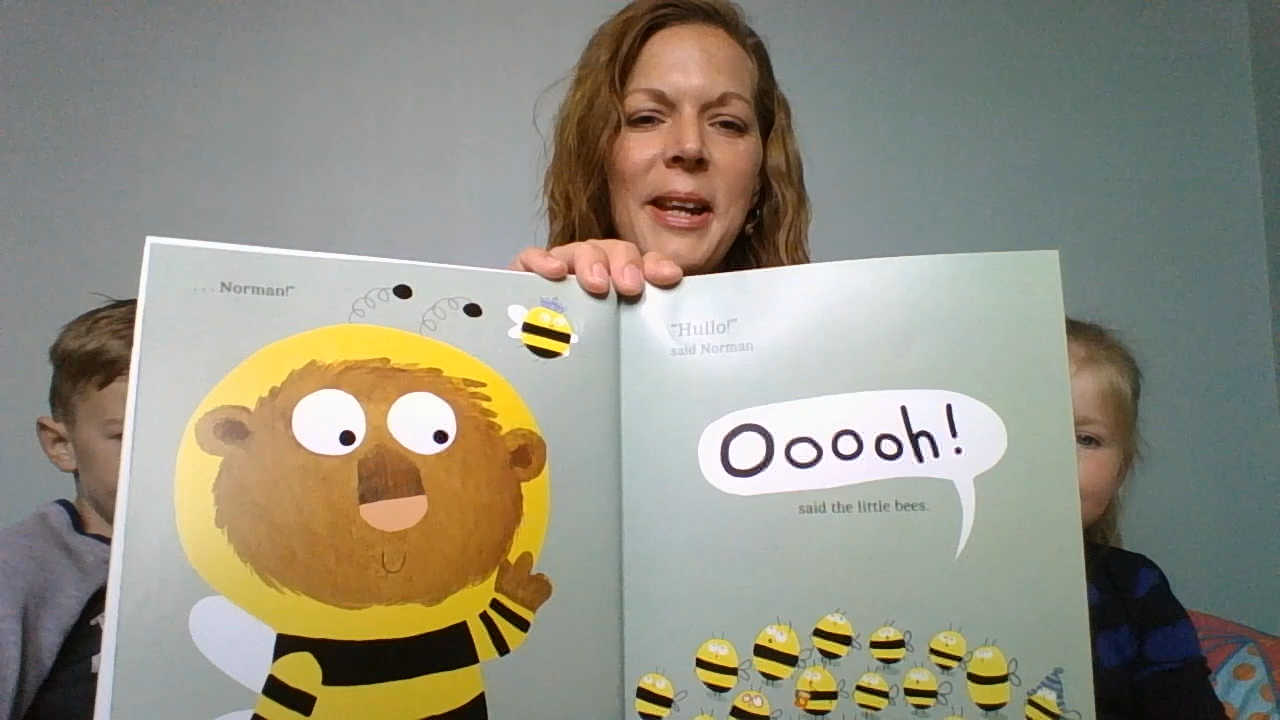 ...Norman!"
"Hullo!"
said Norman
Ooooh!
said the little bees.